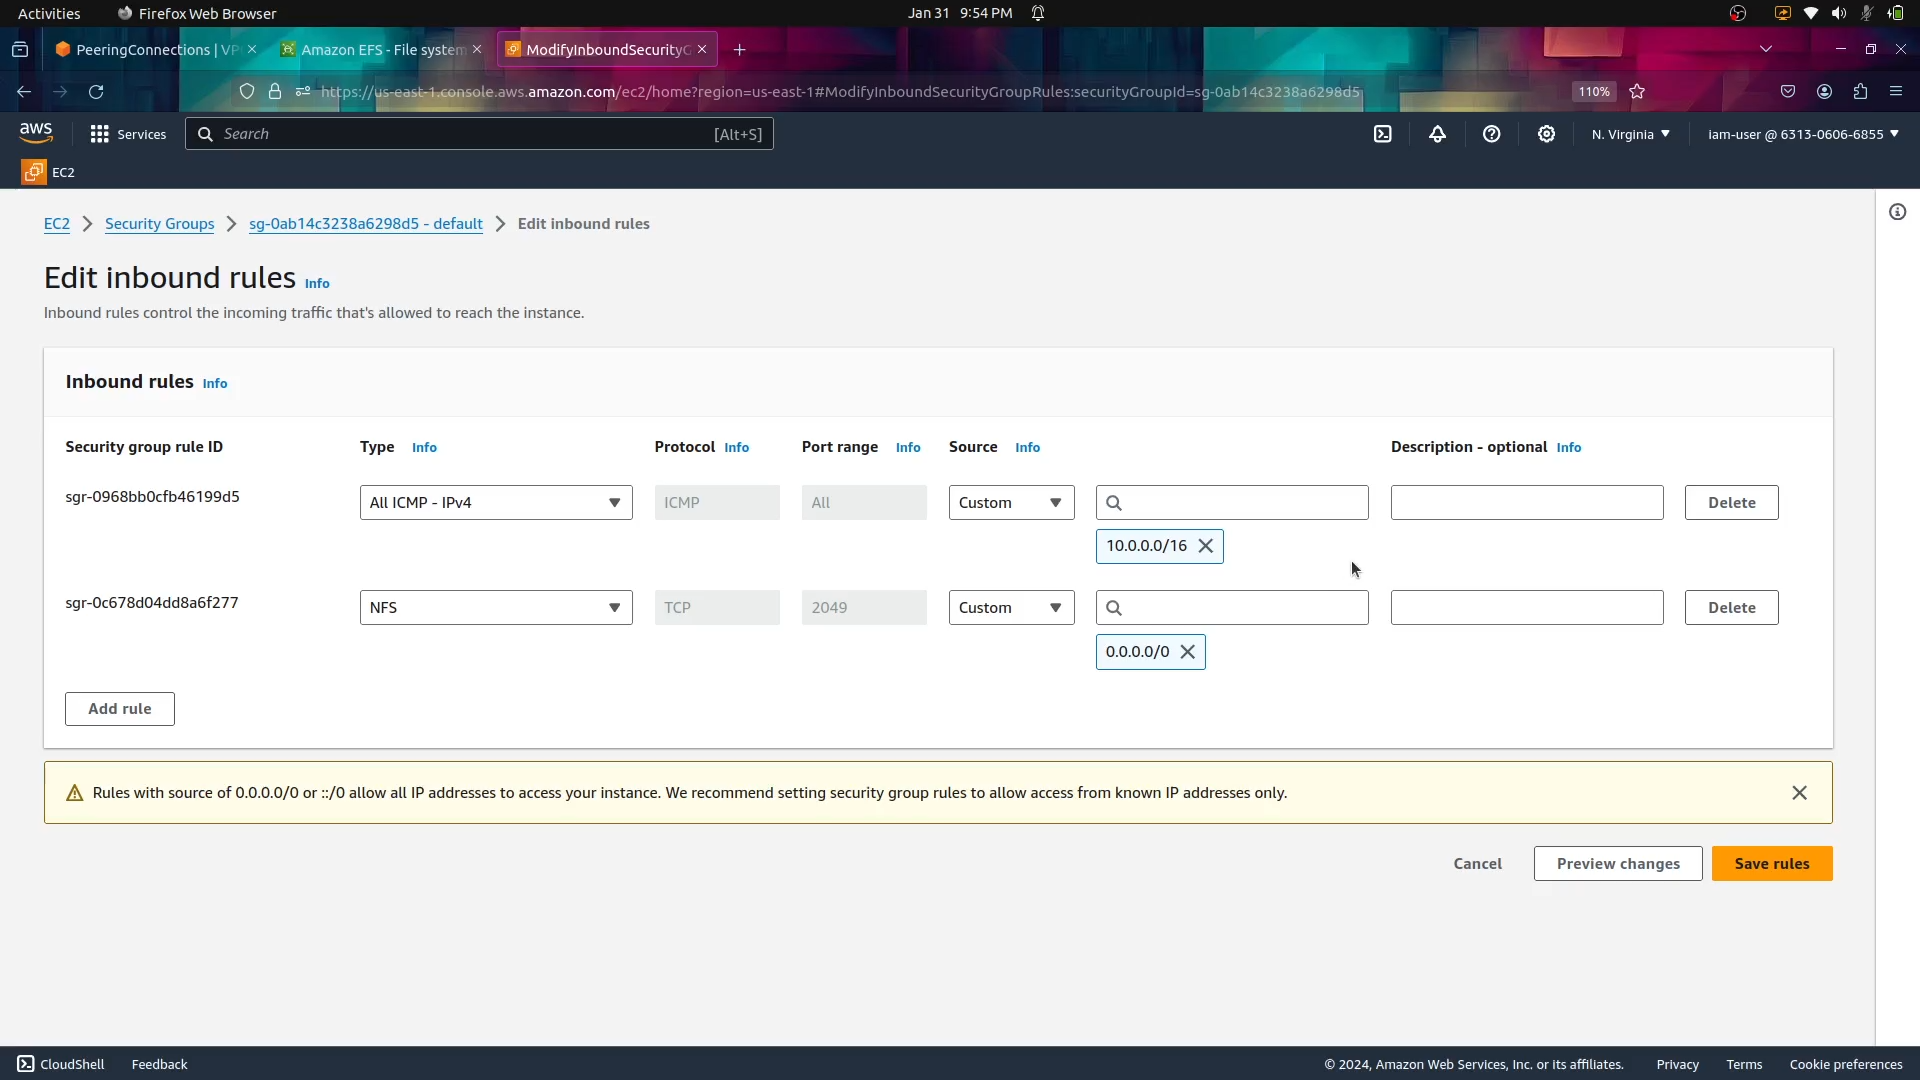 Activities
Firefox Web Browser
Jan 31 9:54 PM
PeeringConnections | VP
Amazon EFS - File system
ModifyInboundSecurityG
https://us-east-1.console.aws.amazon.com/ec2/home?region=us-east-1#ModifyInboundSecurityGroupRules:securityGroupId=sg-0ab14c3238a6298d5
110%
aws
Services
Search
[Alt+S]
N. Virginia
iam-user @ 6313-0606-6855
EC2
EC2
Security Groups
sg-0ab14c3238a6298d5 - default
Edit inbound rules
Edit inbound rules Info
Inbound rules control the incoming traffic that's allowed to reach the instance.
Inbound rules Info
Security group rule ID
Type Info
Protocol Info
Port range Info
Source Info
Description - optional Info
sgr-0968bb0cfb46199d5
All ICMP - IPv4
ICMP
All
Custom
Delete
10.0.0.0/16
sgr-0c678d04dd8a6f277
NFS
TCP
2049
Custom
Delete
0.0.0.0/0
Add rule
Rules with source of 0.0.0.0/0 or ::/0 allow all IP addresses to access your instance. We recommend setting security group rules to allow access from known IP addresses only.
Cancel
Preview changes
Save rules
CloudShell
Feedback
© 2024, Amazon Web Services, Inc. or its affiliates.
Privacy
Terms
Cookie preferences